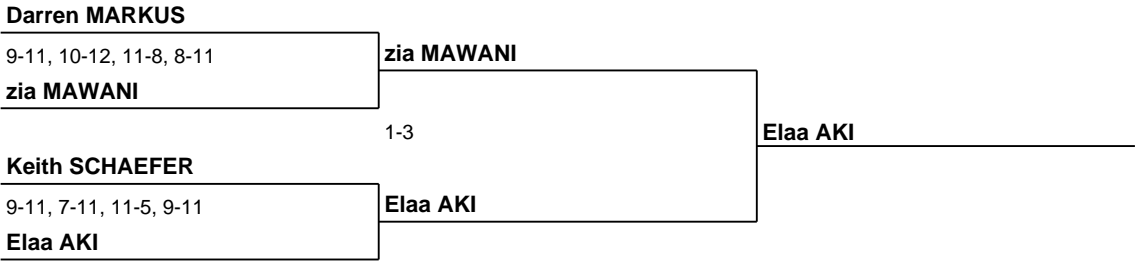 Darren MARKUS
9-11, 10-12, 11-8, 8-11
zia MAWANI
zia MAWANI
1-3
Elaa AKI
Keith SCHAEFER
9-11, 7-11, 11-5, 9-11
Elaa AKI
Elaa AKI